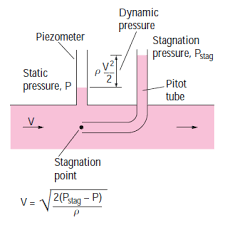 Dynamic
pressure
Piezometer
Stagnation
pressure, Pstag
Static
pressure, P
ρ V²/2
Pitot
tube
V
Stagnation
point
V = √(2(Pstag – P)/ρ)